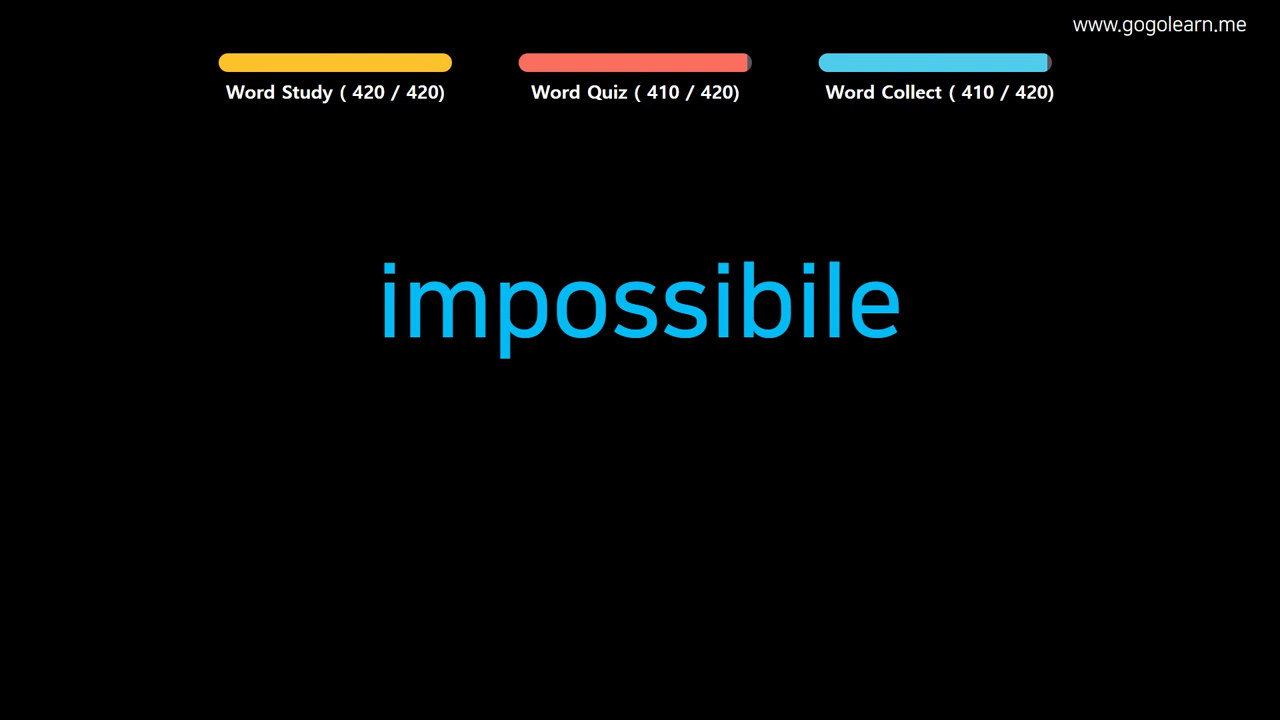 www.gogolearn.me
Word Study ( 420 / 420)
Word Quiz ( 410 / 420)
Word Collect ( 410 / 420)
impossibile